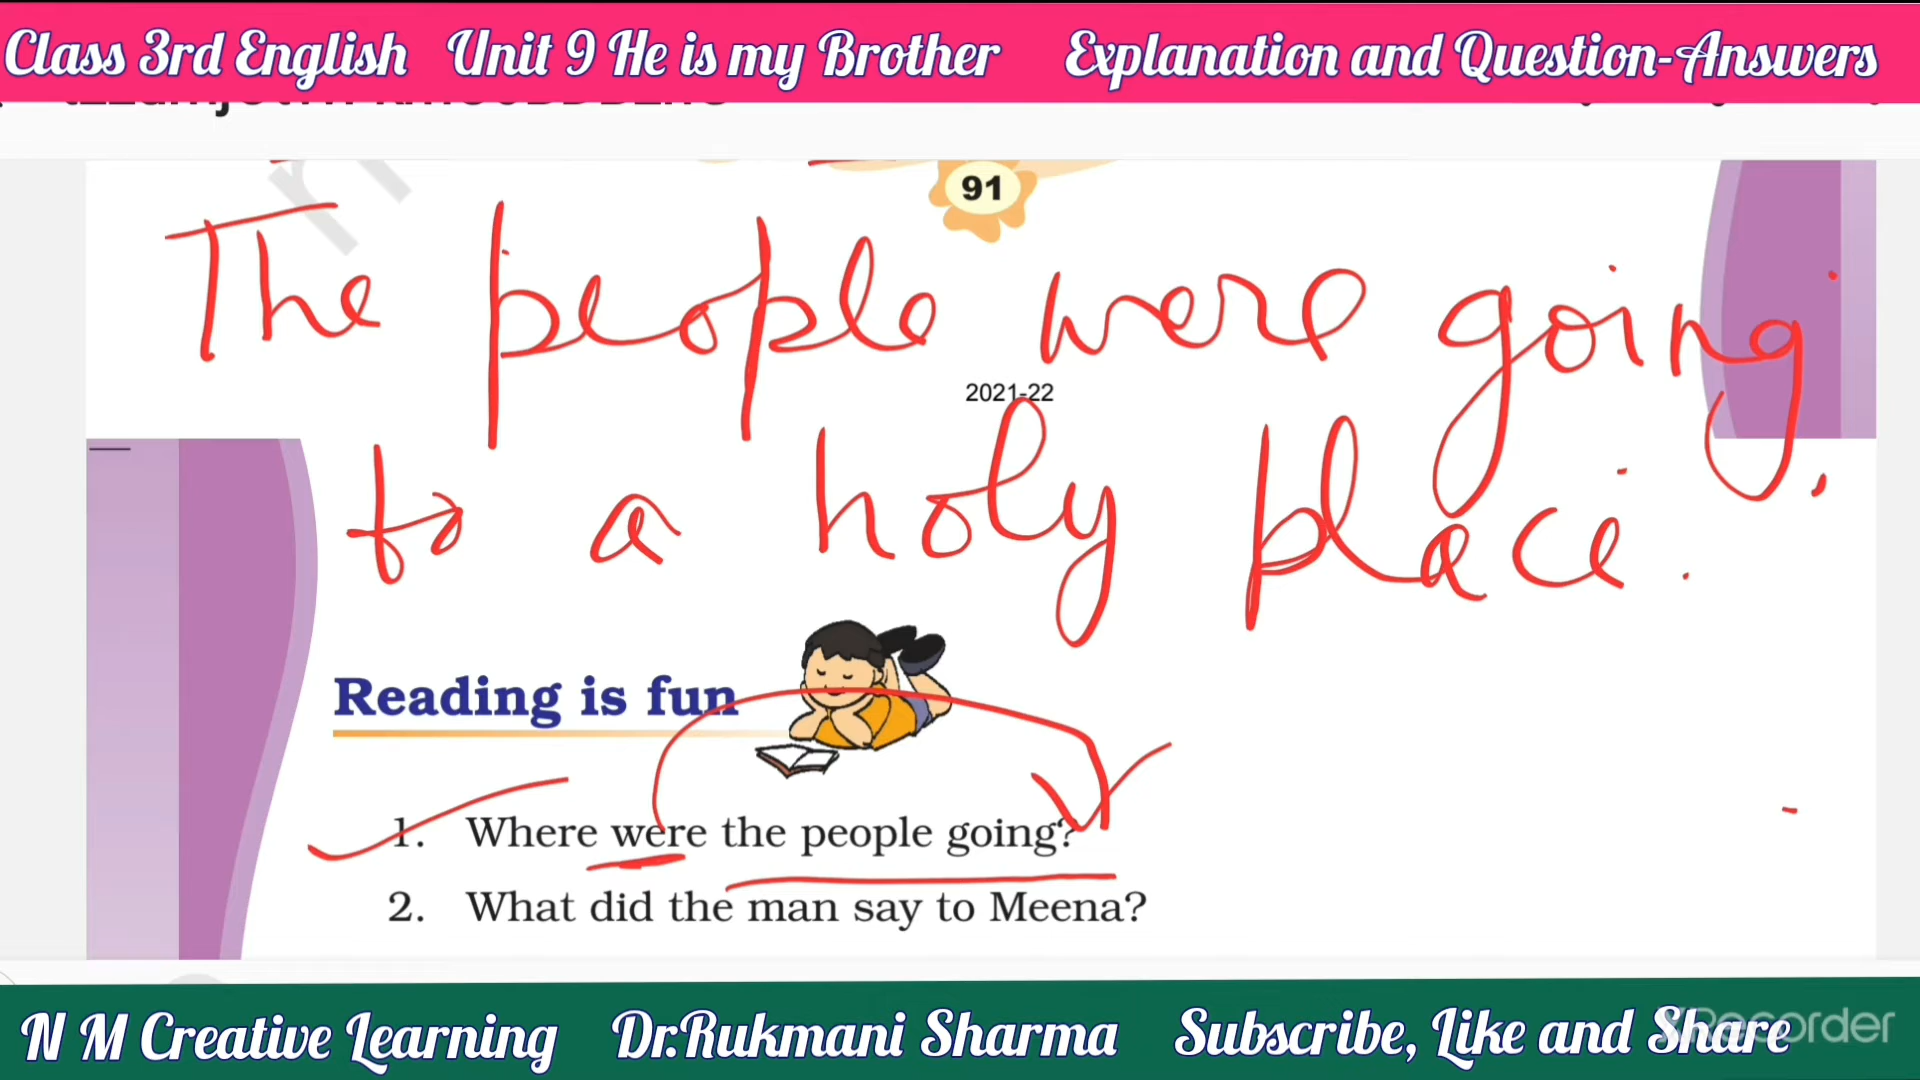 Class 3rd English Unit 9 He is my Brother Explanation and Question-Answers
91
The people were going
2021-22
to a holy place.
Reading is fun
1. Where were the people going?
2. What did the man say to Meena?
N M Creative Learning Dr.Rukmani Sharma Subscribe, Like and Share